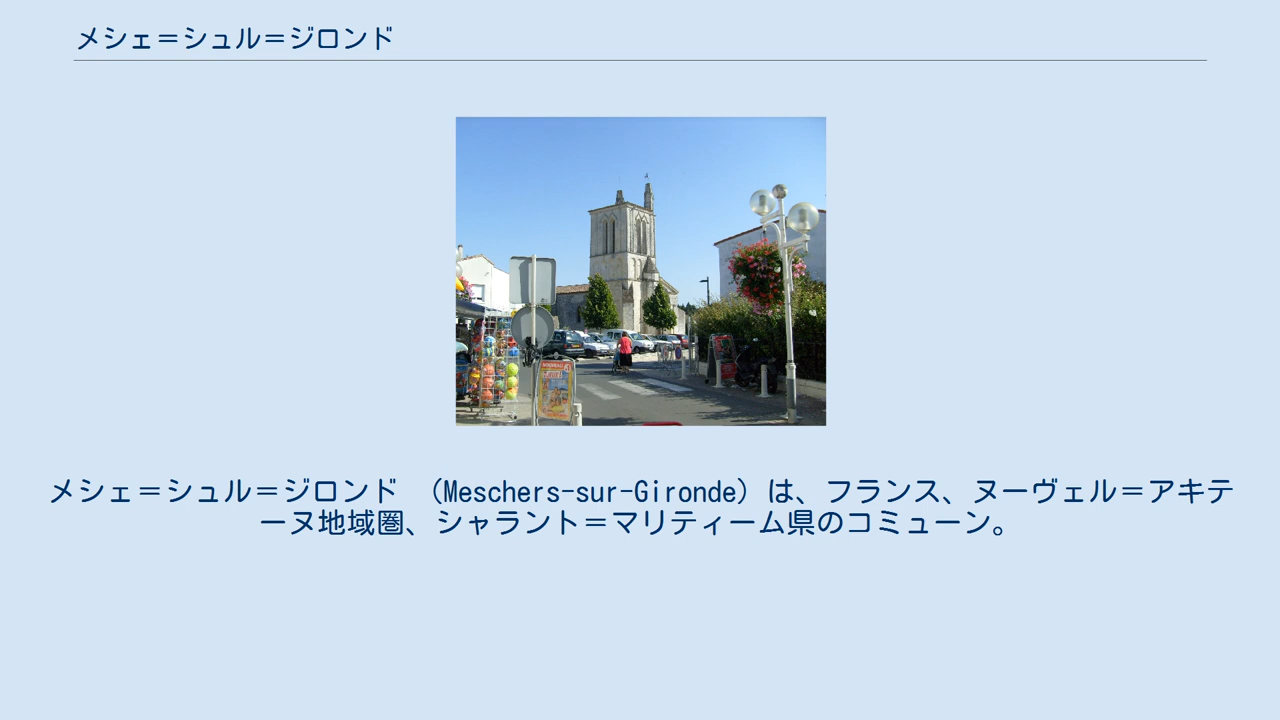 メシェ＝シュル＝ジロンド
メシェ＝シュル＝ジロンド　（Meschers-sur-Gironde）は、フランス、ヌーヴェル＝アキテ
ーヌ地域圏、シャラント＝マリティーム県のコミューン。